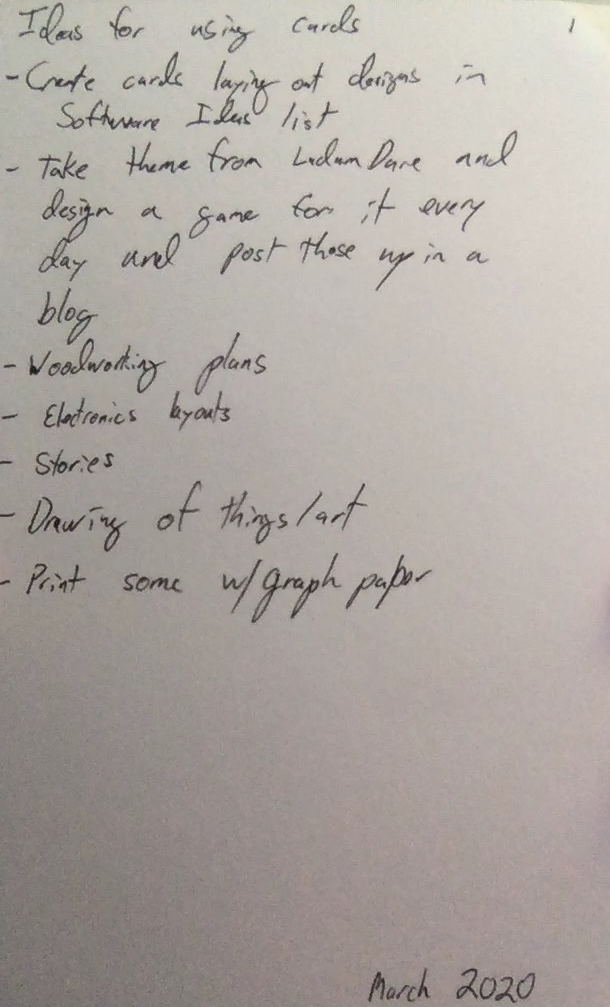 Ideas for using cards 1
- Create cards laying out designs in
Software Ideas list
- Take theme from Ludum Dare and
design a game for it every
day and post those up in a
blog
- Woodworking plans
- Electronics layouts
- Stories
- Drawing of things/art
- Print some w/ graph paper
March 2020